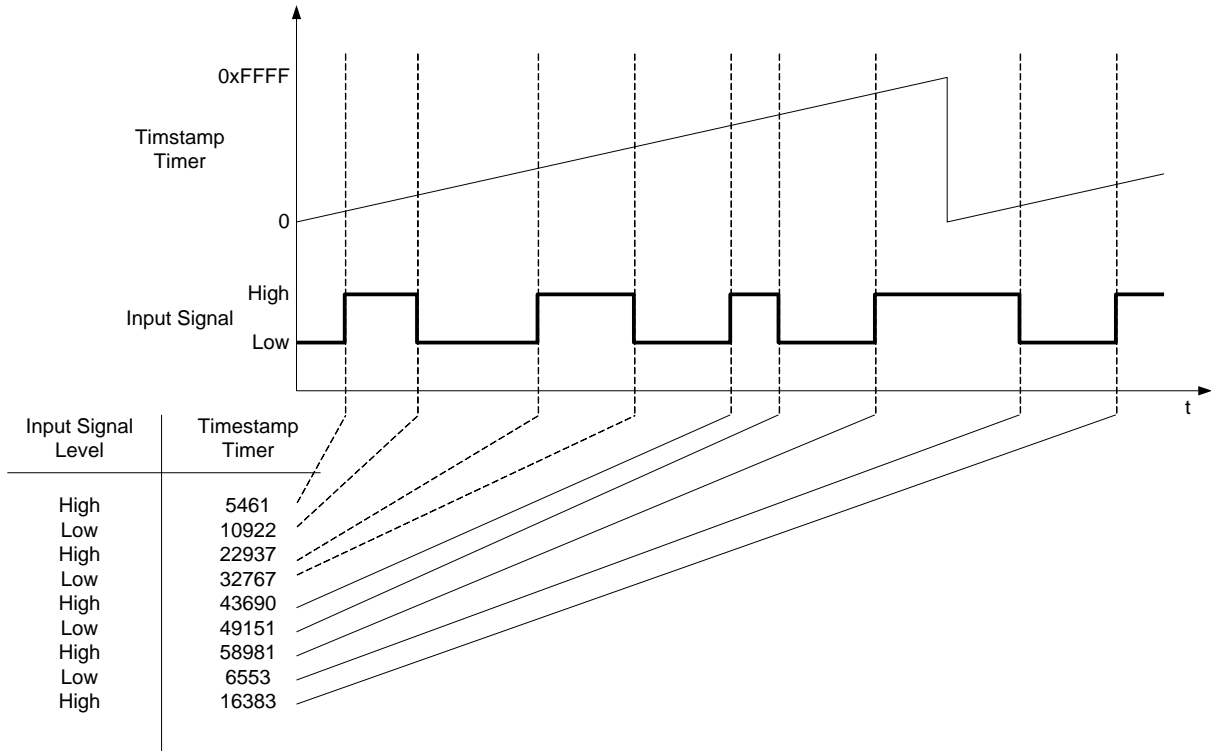 0xFFFF
Timstamp
Timer
0
High
Input Signal
Low
t
Input Signal
Level
Timestamp
Timer
High 5461
Low 10922
High 22937
Low 32767
High 43690
Low 49151
High 58981
Low 6553
High 16383